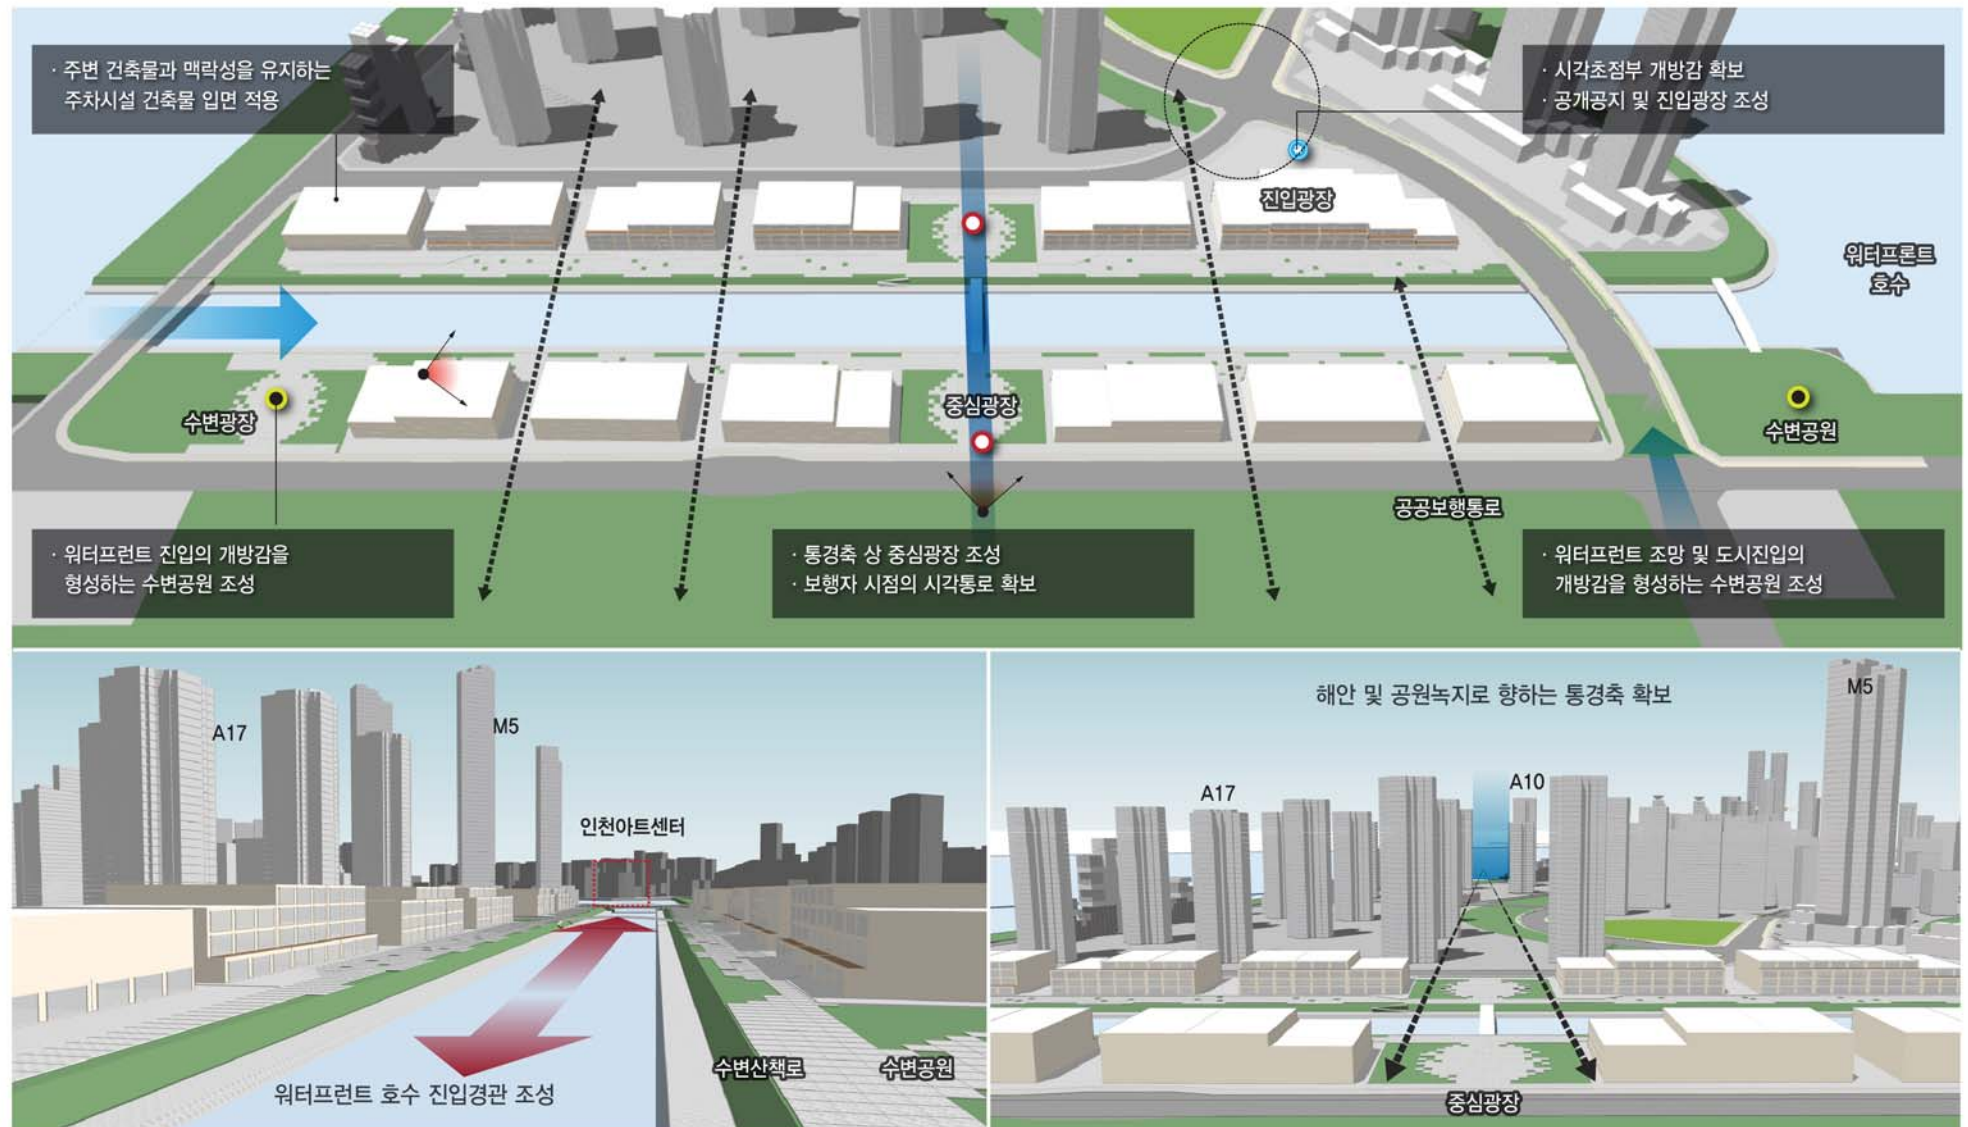 · 주변 건축물과 맥락성을 유지하는
주차시설 건축물 입면 적용
· 시각초점부 개방감 확보
· 공개공지 및 진입광장 조성
진입광장
워터프론트
호수
수변광장
중심광장
수변공원
공공보행통로
· 워터프런트 진입의 개방감을
형성하는 수변공원 조성
· 통경축 상 중심광장 조성
· 보행자 시점의 시각통로 확보
· 워터프런트 조망 및 도시진입의
개방감을 형성하는 수변공원 조성
A17
M5
인천아트센터
수변산책로
수변공원
워터프런트 호수 진입경관 조성
해안 및 공원녹지로 향하는 통경축 확보
M5
A17
A10
중심광장